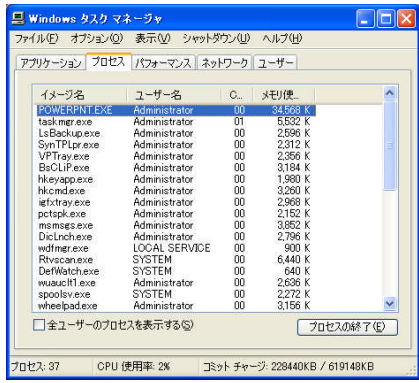 Windows タスク マネージャ
ファイル(F) オプション(O) 表示(V) シャットダウン(U) ヘルプ(H)
アプリケーション プロセス パフォーマンス ネットワーク ユーザー
イメージ名 ユーザー名 C... メモリ使...
POWERPNT.EXE Administrator 00 34,568 K
taskmgr.exe Administrator 01 5,532 K
LsBackup.exe Administrator 00 2,596 K
SynTPLpr.exe Administrator 00 2,312 K
VPTray.exe Administrator 00 2,356 K
BsCLiP.exe Administrator 00 3,184 K
hkeyapp.exe Administrator 00 1,980 K
hkcmd.exe Administrator 00 3,260 K
igfxtray.exe Administrator 00 2,968 K
pctspk.exe Administrator 00 2,152 K
msmsgs.exe Administrator 00 3,852 K
DicLnch.exe Administrator 00 2,796 K
wdfmgr.exe LOCAL SERVICE 00 900 K
Rtvscan.exe SYSTEM 00 6,440 K
DefWatch.exe SYSTEM 00 640 K
wuauclt1.exe Administrator 00 2,636 K
spoolsv.exe SYSTEM 00 2,272 K
wheelpad.exe Administrator 00 3,156 K
全ユーザーのプロセスを表示する(S) プロセスの終了(E)
プロセス: 37 CPU 使用率: 2% コミット チャージ: 228440KB / 619148KB